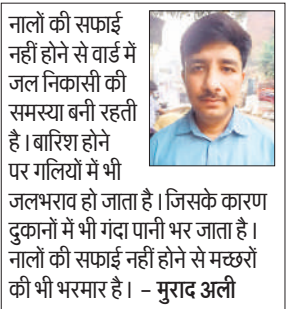 नालों की सफाई
नहीं होने से वार्ड में
जल निकासी की
समस्या बनी रहती
है। बारिश होने
पर गलियों में भी
जलभराव हो जाता है। जिसके कारण
दुकानों में भी गंदा पानी भर जाता है।
नालों की सफाई नहीं होने से मच्छरों
की भी भरमार है। – मुराद अली